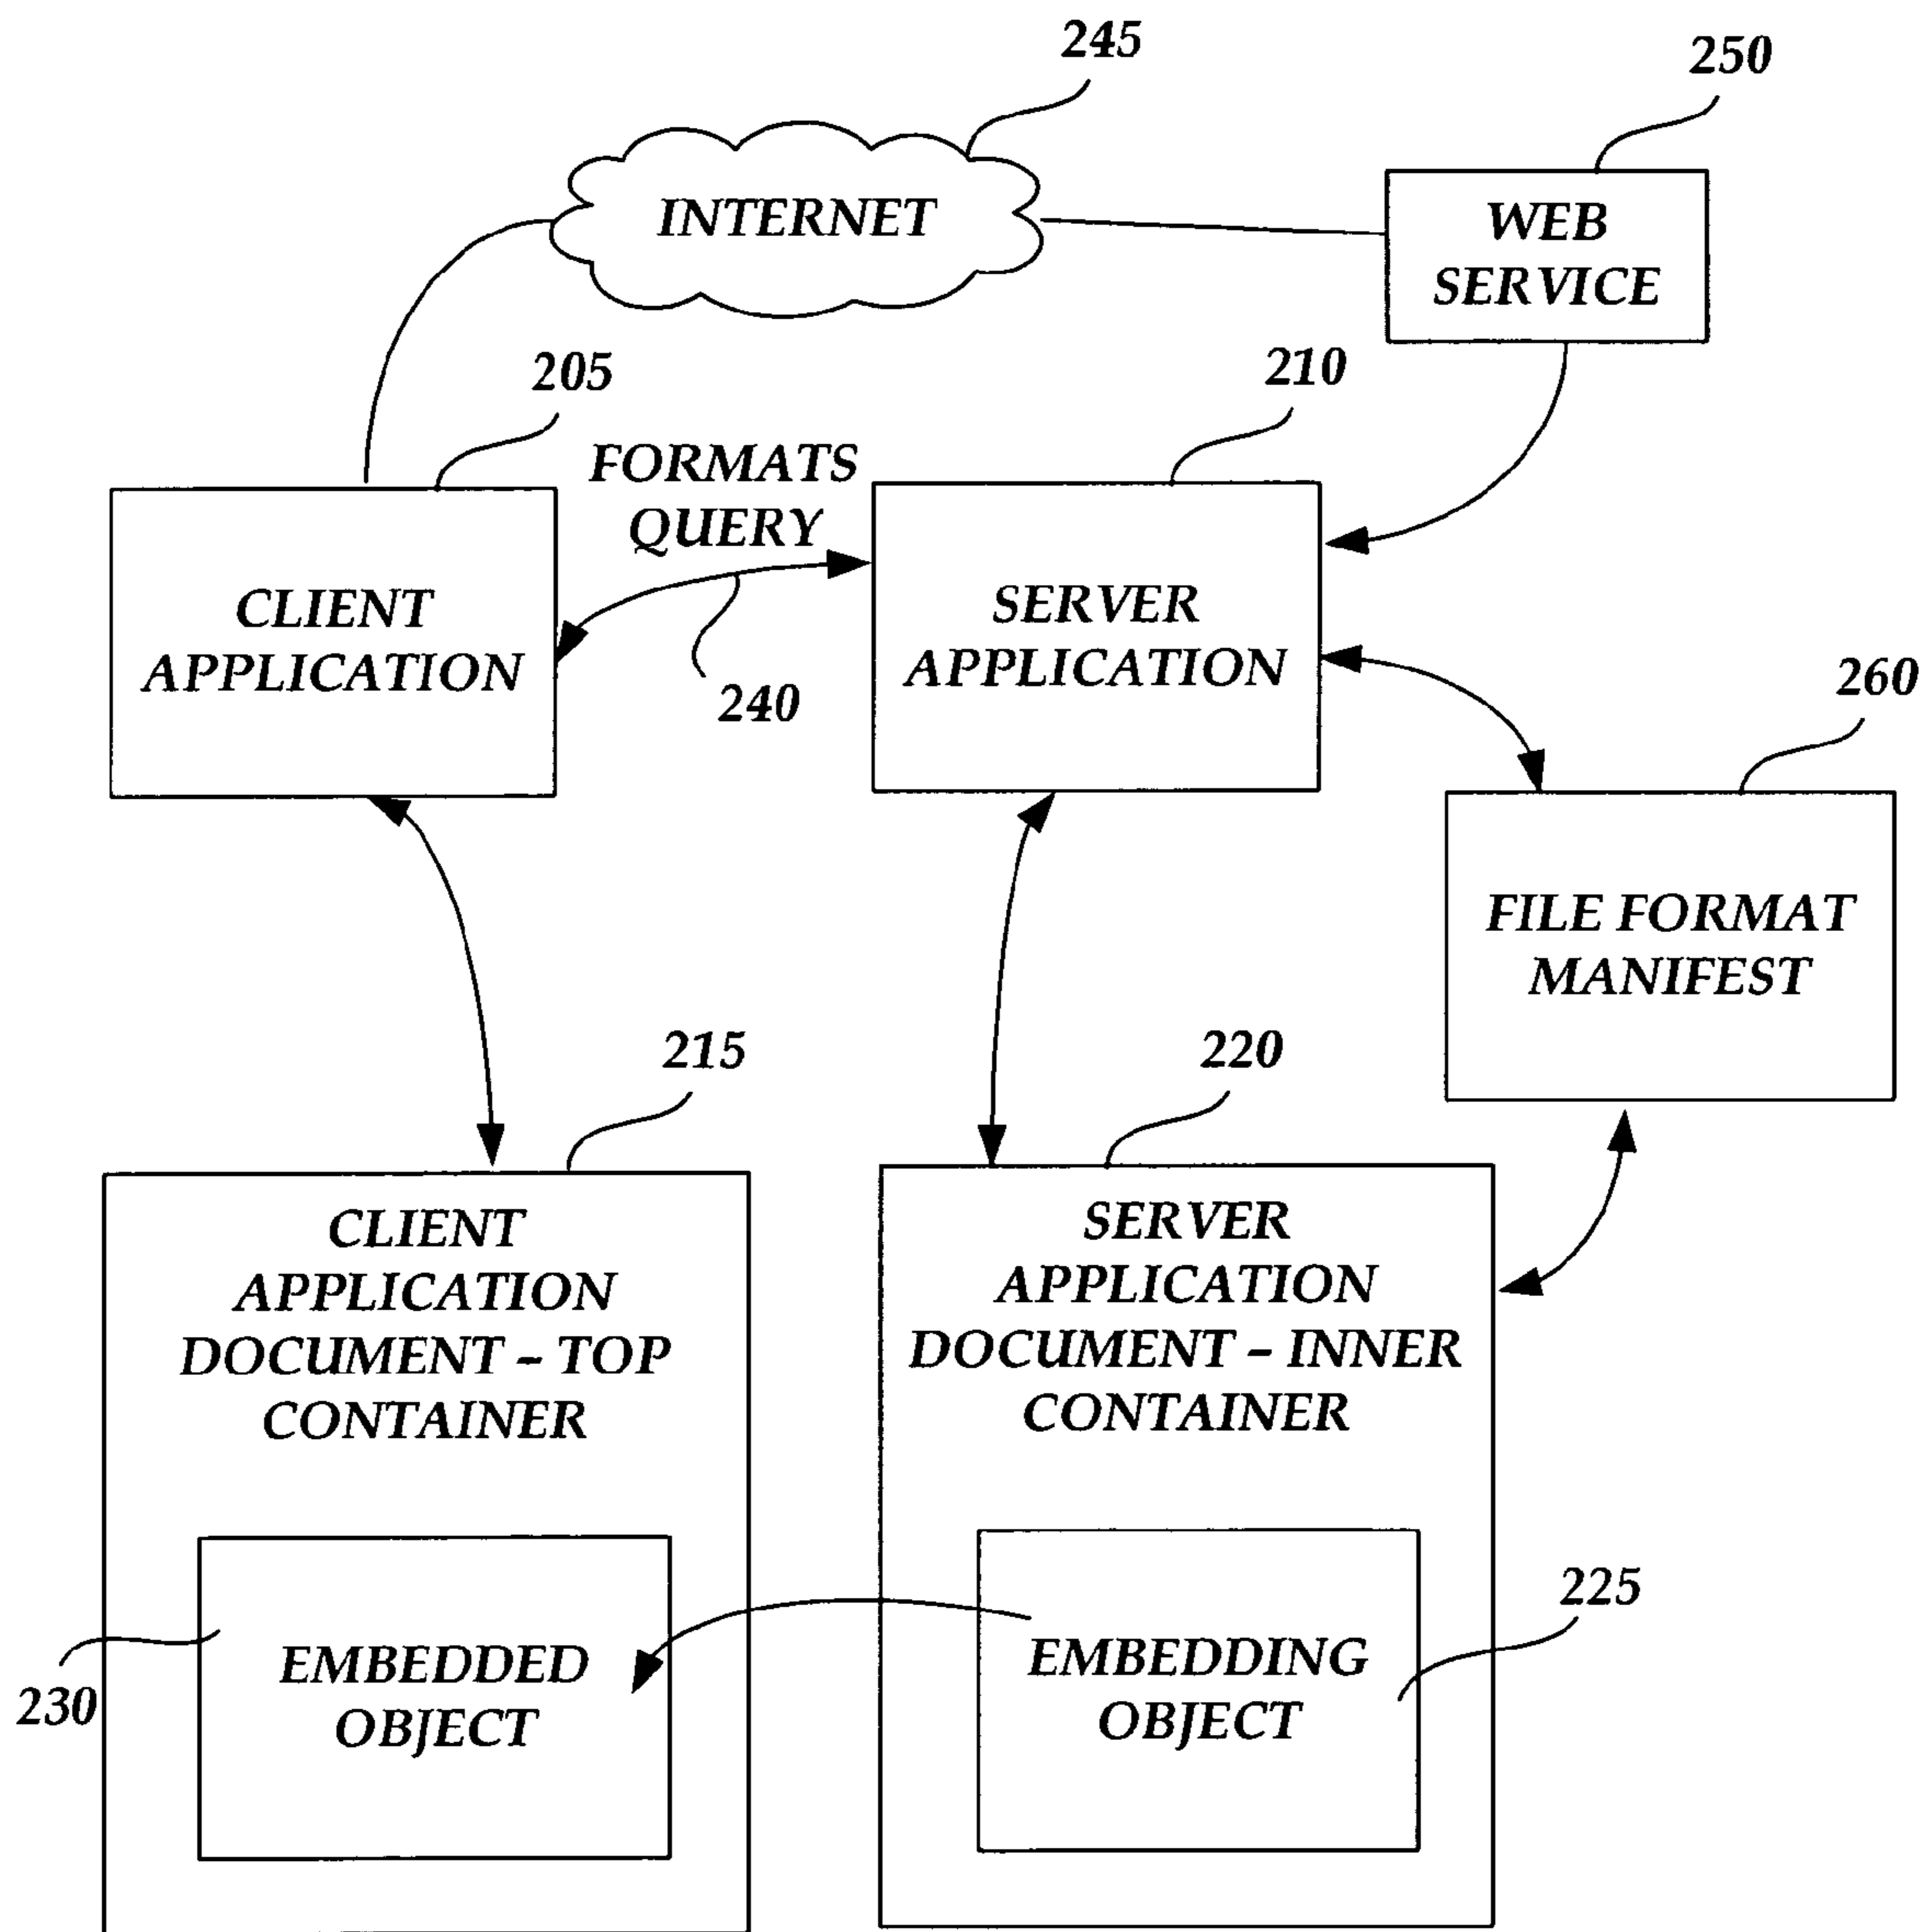 245
250
INTERNET
WEB
SERVICE
205
210
FORMATS
QUERY
CLIENT
APPLICATION
SERVER
APPLICATION
240
260
FILE FORMAT
MANIFEST
215
220
CLIENT
APPLICATION
DOCUMENT – TOP
CONTAINER
SERVER
APPLICATION
DOCUMENT – INNER
CONTAINER
225
230
EMBEDDED
OBJECT
EMBEDDING
OBJECT